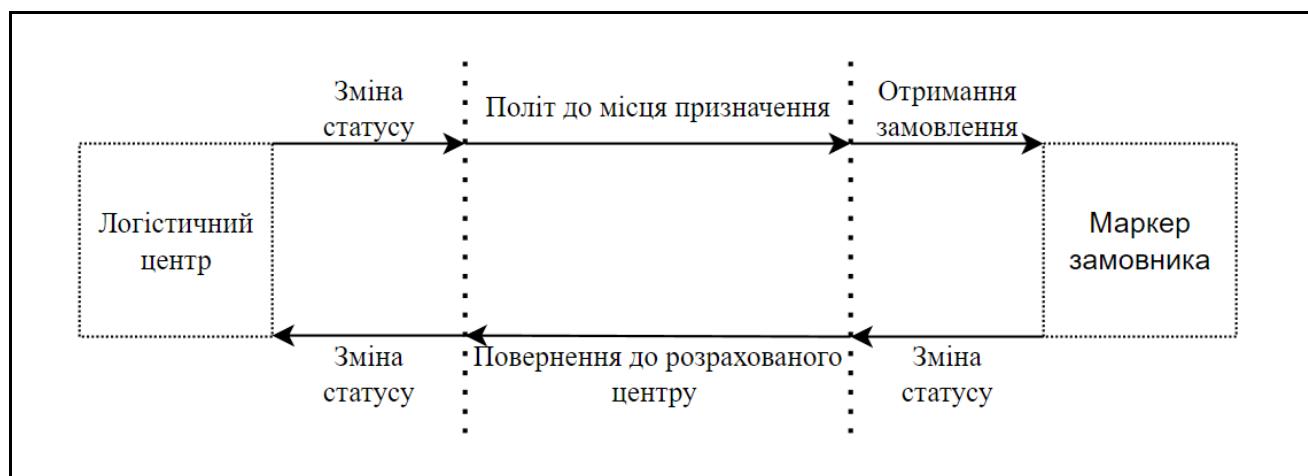 Зміна
статусу
Політ до місця призначення
Отримання
замовлення
Логістичний
центр
Маркер
замовника
Зміна
статусу
Повернення до розрахованого
центру
Зміна
статусу